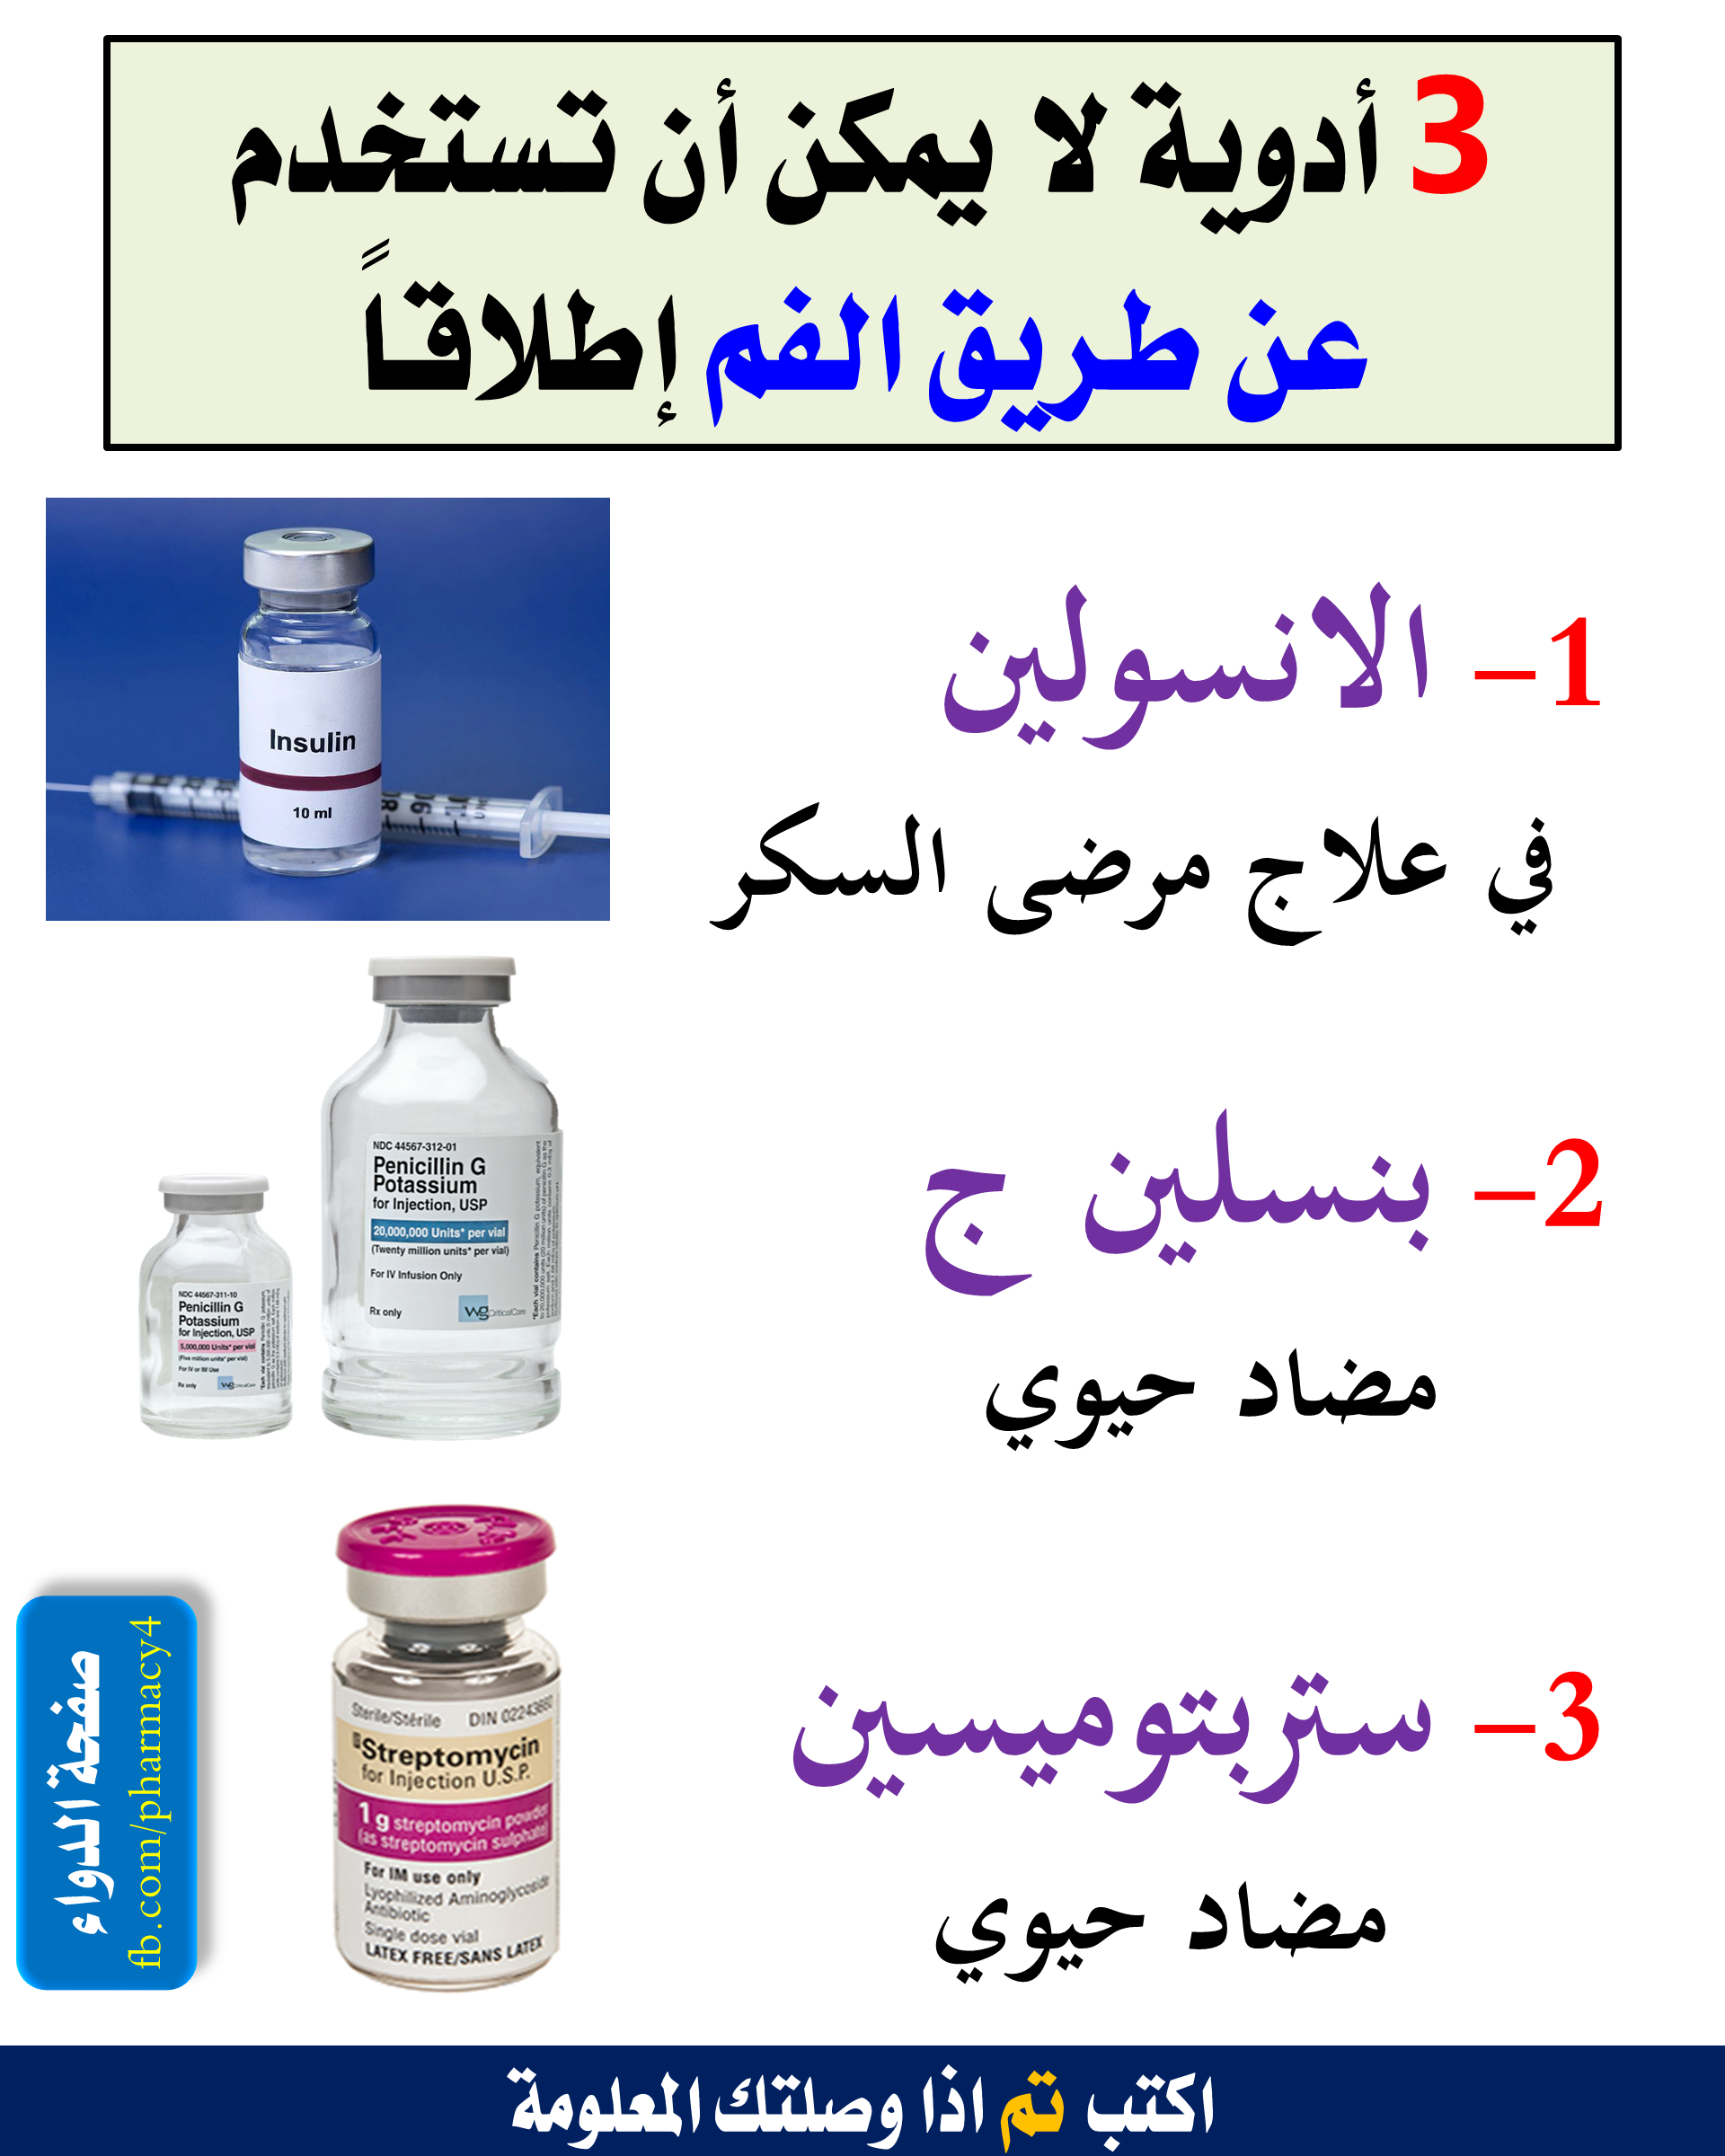 3 أدوية لا يمكن أن تستخدم
عن طريق الفم إطلاقاً
1- الانسولين
في علاج مرضى السكر
Insulin
10 ml
2- بنسلين ج
مضاد حيوي
NDC 44567-312-01
Penicillin G
Potassium
for Injection, USP
20,000,000 Units* per vial
(Twenty million units* per vial)
For IV Infusion Only
Rx only
WG CriticalCare
NDC 44567-311-10
Penicillin G
Potassium
for Injection, USP
5,000,000 Units* per vial
(Five million units* per vial)
For IV or IM Use
Rx only
WG CriticalCare
3- ستربتوميسين
مضاد حيوي
Sterile/Stérile DIN 02243660
Streptomycin
for Injection U.S.P.
1 g streptomycin powder
(as streptomycin sulphate)
For IM use only
Lyophilized Aminoglycoside
Antibiotic
Single dose vial
LATEX FREE/SANS LATEX
صفحة الدواء
fb.com/pharmacy4
اكتب تم اذا وصلتك المعلومة